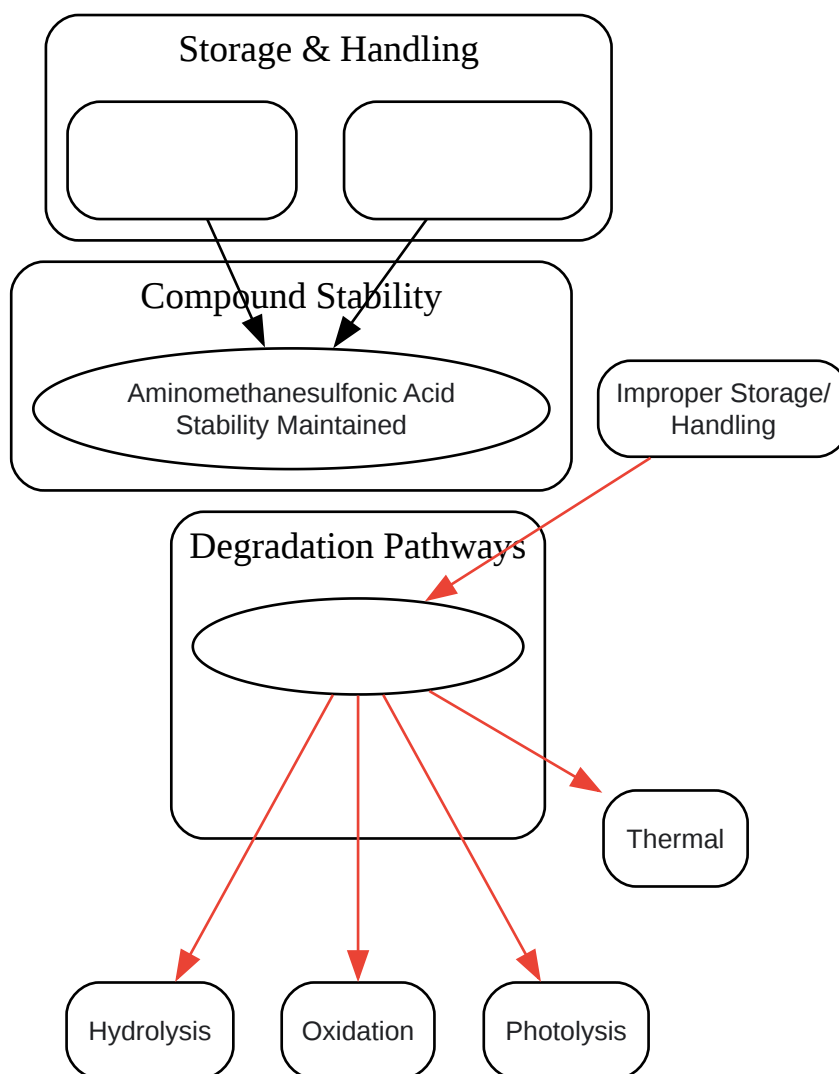 Storage & Handling
Compound Stability
Aminomethanesulfonic Acid
Stability Maintained
Improper Storage/
Handling
Degradation Pathways
Thermal
Hydrolysis
Oxidation
Photolysis